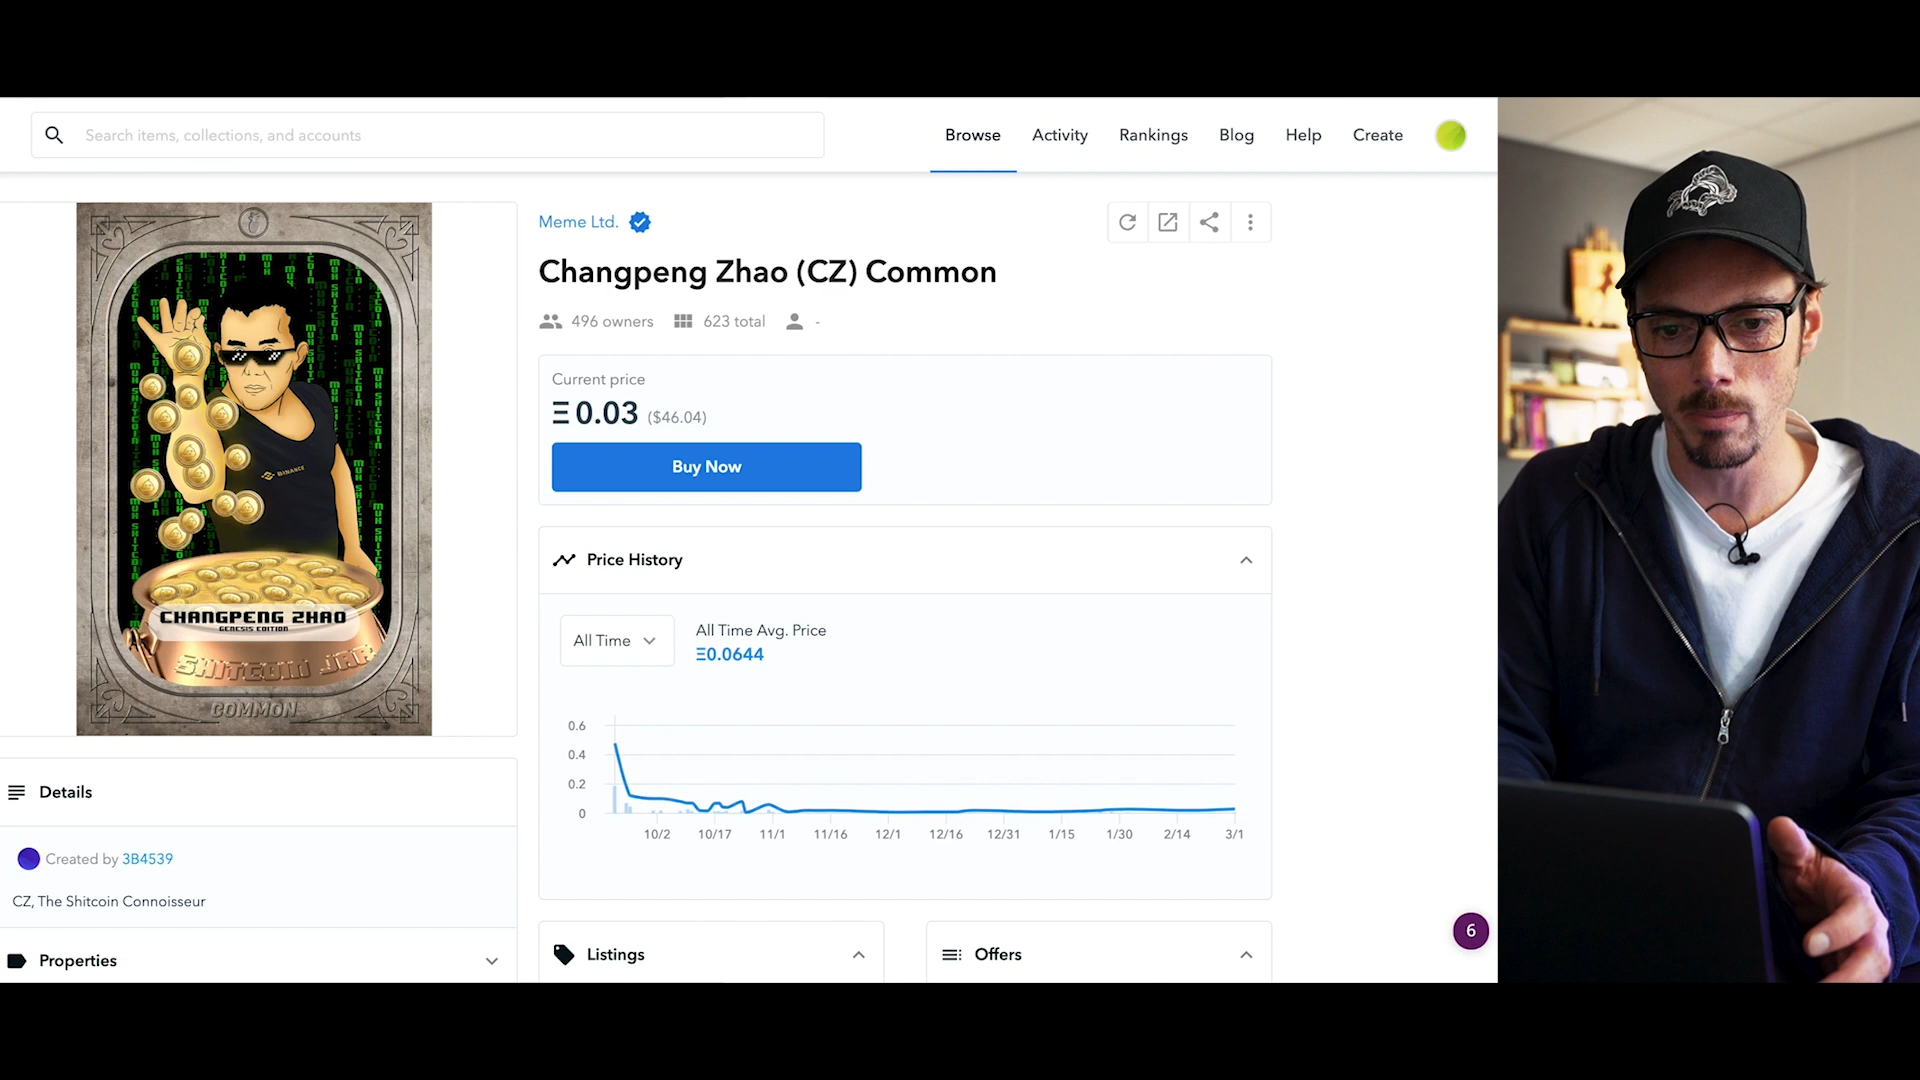 Search items, collections, and accounts
Browse
Activity
Rankings
Blog
Help
Create
Meme Ltd.
Changpeng Zhao (CZ) Common
496 owners
623 total
-
Current price
Ξ 0.03 ($46.04)
Buy Now
Price History
All Time
All Time Avg. Price
Ξ0.0644
0.6
0.4
0.2
0
10/2
10/17
11/1
11/16
12/1
12/16
12/31
1/15
1/30
2/14
3/1
BINANCE
CHANGPENG ZHAO
GENESIS EDITION
SHITCOIN JAR
COMMON
Details
Created by 3B4539
CZ, The Shitcoin Connoisseur
Properties
Listings
Offers
6